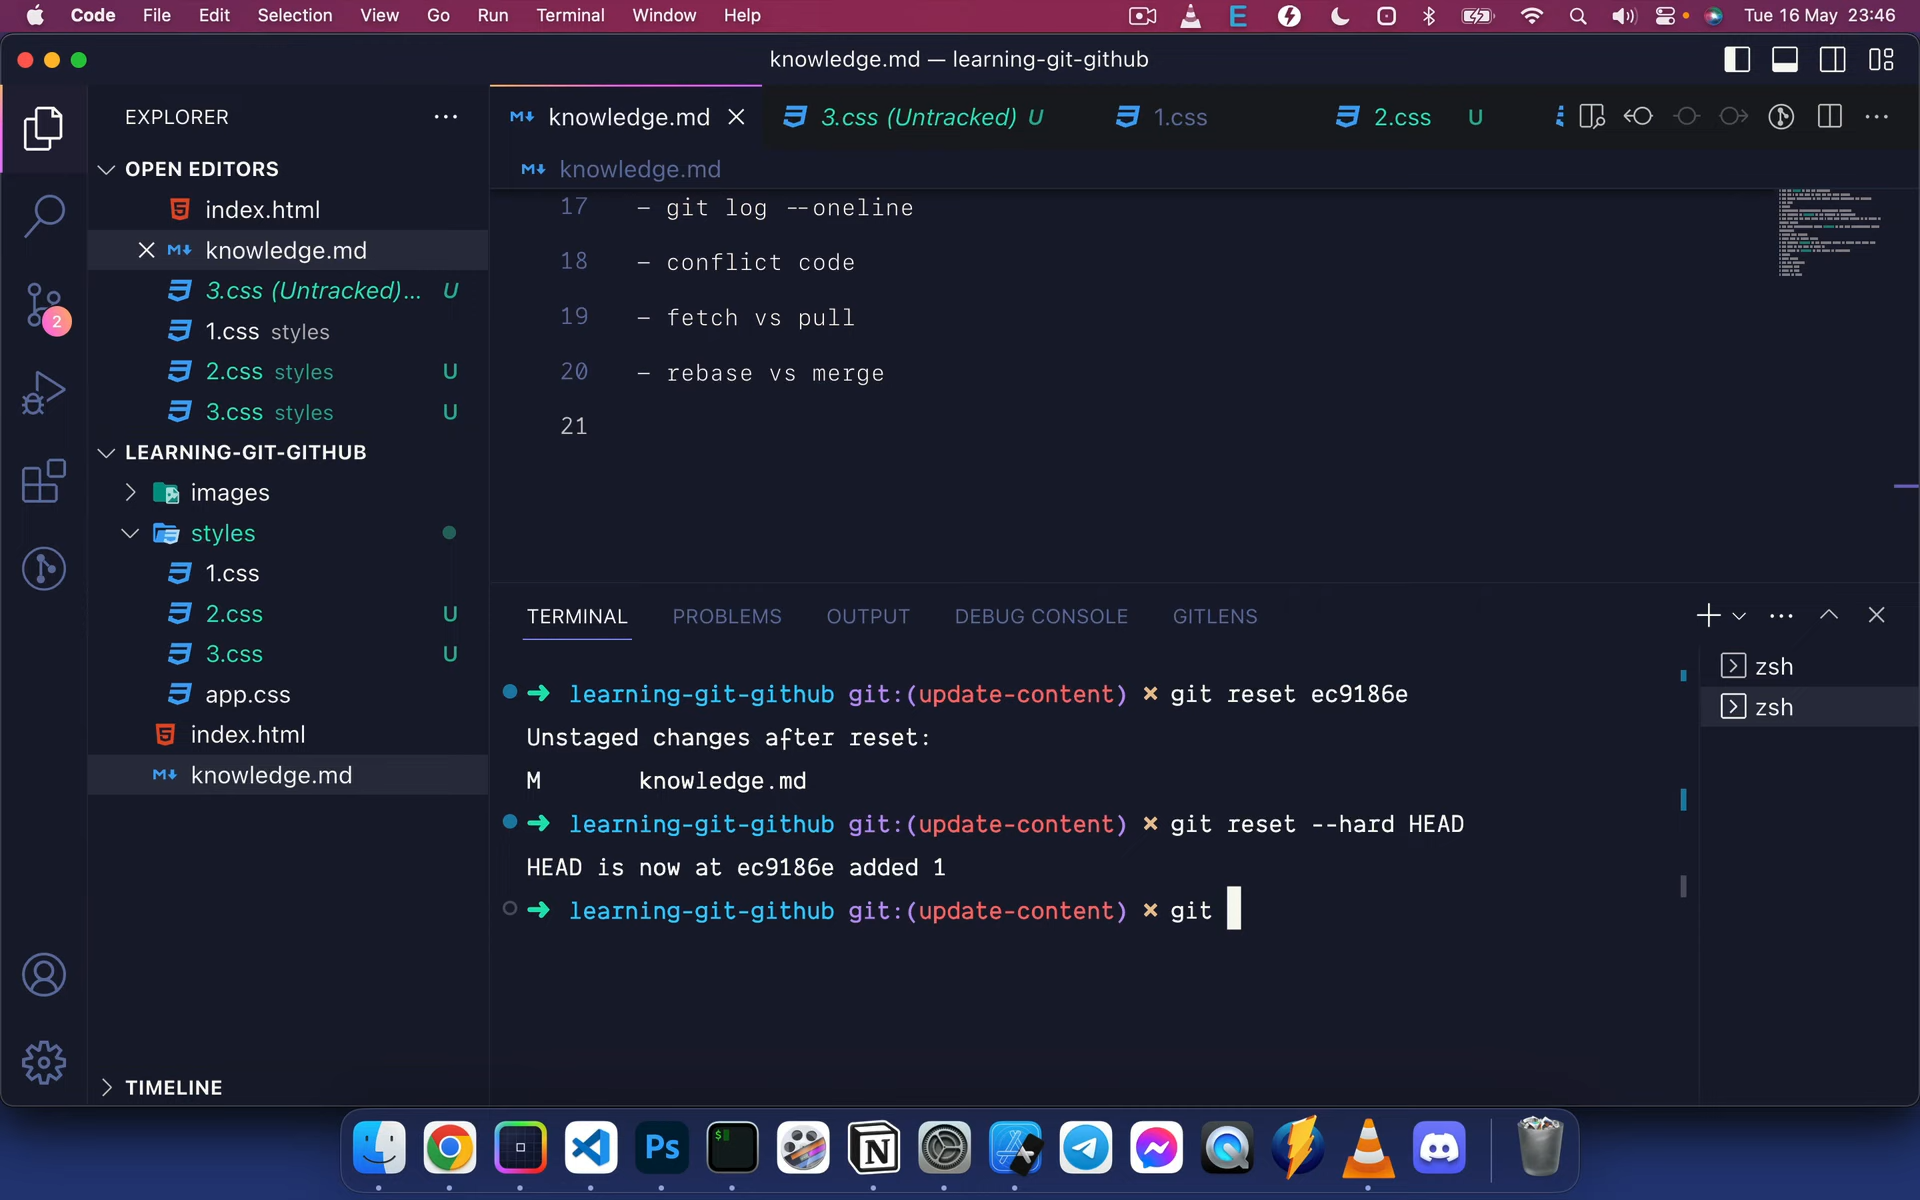 Code File Edit Selection View Go Run Terminal Window Help E Tue 16 May 23:46
knowledge.md — learning-git-github
EXPLORER
OPEN EDITORS
index.html
knowledge.md
3.css (Untracked)... U
1.css styles
2.css styles U
3.css styles U
LEARNING-GIT-GITHUB
images
styles
1.css
2.css U
3.css U
app.css
index.html
knowledge.md
TIMELINE
2
knowledge.md 3.css (Untracked) U 1.css 2.css U
knowledge.md
17 - git log --oneline
18 - conflict code
19 - fetch vs pull
20 - rebase vs merge
21
TERMINAL PROBLEMS OUTPUT DEBUG CONSOLE GITLENS
➜ learning-git-github git:(update-content) ✗ git reset ec9186e
Unstaged changes after reset:
M knowledge.md
➜ learning-git-github git:(update-content) ✗ git reset --hard HEAD
HEAD is now at ec9186e added 1
➜ learning-git-github git:(update-content) ✗ git
zsh
zsh
Ps
$
N